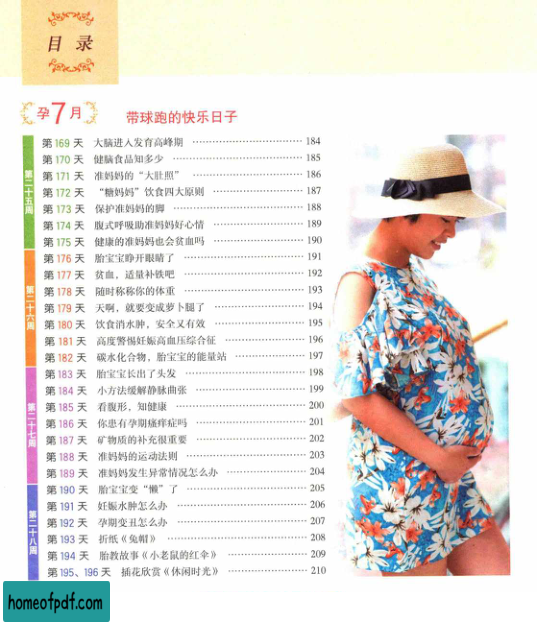 目 录
孕7月 带球跑的快乐日子
第二十五周
第 169 天 大脑进入发育高峰期 184
第 170 天 健脑食品知多少 185
第 171 天 准妈妈的“大肚照” 186
第 172 天 “糖妈妈”饮食四大原则 187
第 173 天 保护准妈妈的脚 188
第 174 天 腹式呼吸助准妈妈好心情 189
第 175 天 健康的准妈妈也会贫血吗 190
第二十六周
第 176 天 胎宝宝睁开眼睛了 191
第 177 天 贫血，适量补铁吧 192
第 178 天 随时称称你的体重 193
第 179 天 天啊，就要变成萝卜腿了 194
第 180 天 饮食消水肿，安全又有效 195
第 181 天 高度警惕妊娠高血压综合征 196
第 182 天 碳水化合物，胎宝宝的能量站 197
第二十七周
第 183 天 胎宝宝长出了头发 198
第 184 天 小方法缓解静脉曲张 199
第 185 天 看腹形，知健康 200
第 186 天 你患有孕期瘙痒症吗 201
第 187 天 矿物质的补充很重要 202
第 188 天 准妈妈的运动法则 203
第 189 天 准妈妈发生异常情况怎么办 204
第二十八周
第 190 天 胎宝宝变“懒”了 205
第 191 天 妊娠水肿怎么办 206
第 192 天 孕期变丑怎么办 207
第 193 天 折纸《兔帽》 208
第 194 天 胎教故事《小老鼠的红伞》 209
第 195、196 天 插花欣赏《休闲时光》 210
homeofpdf.com